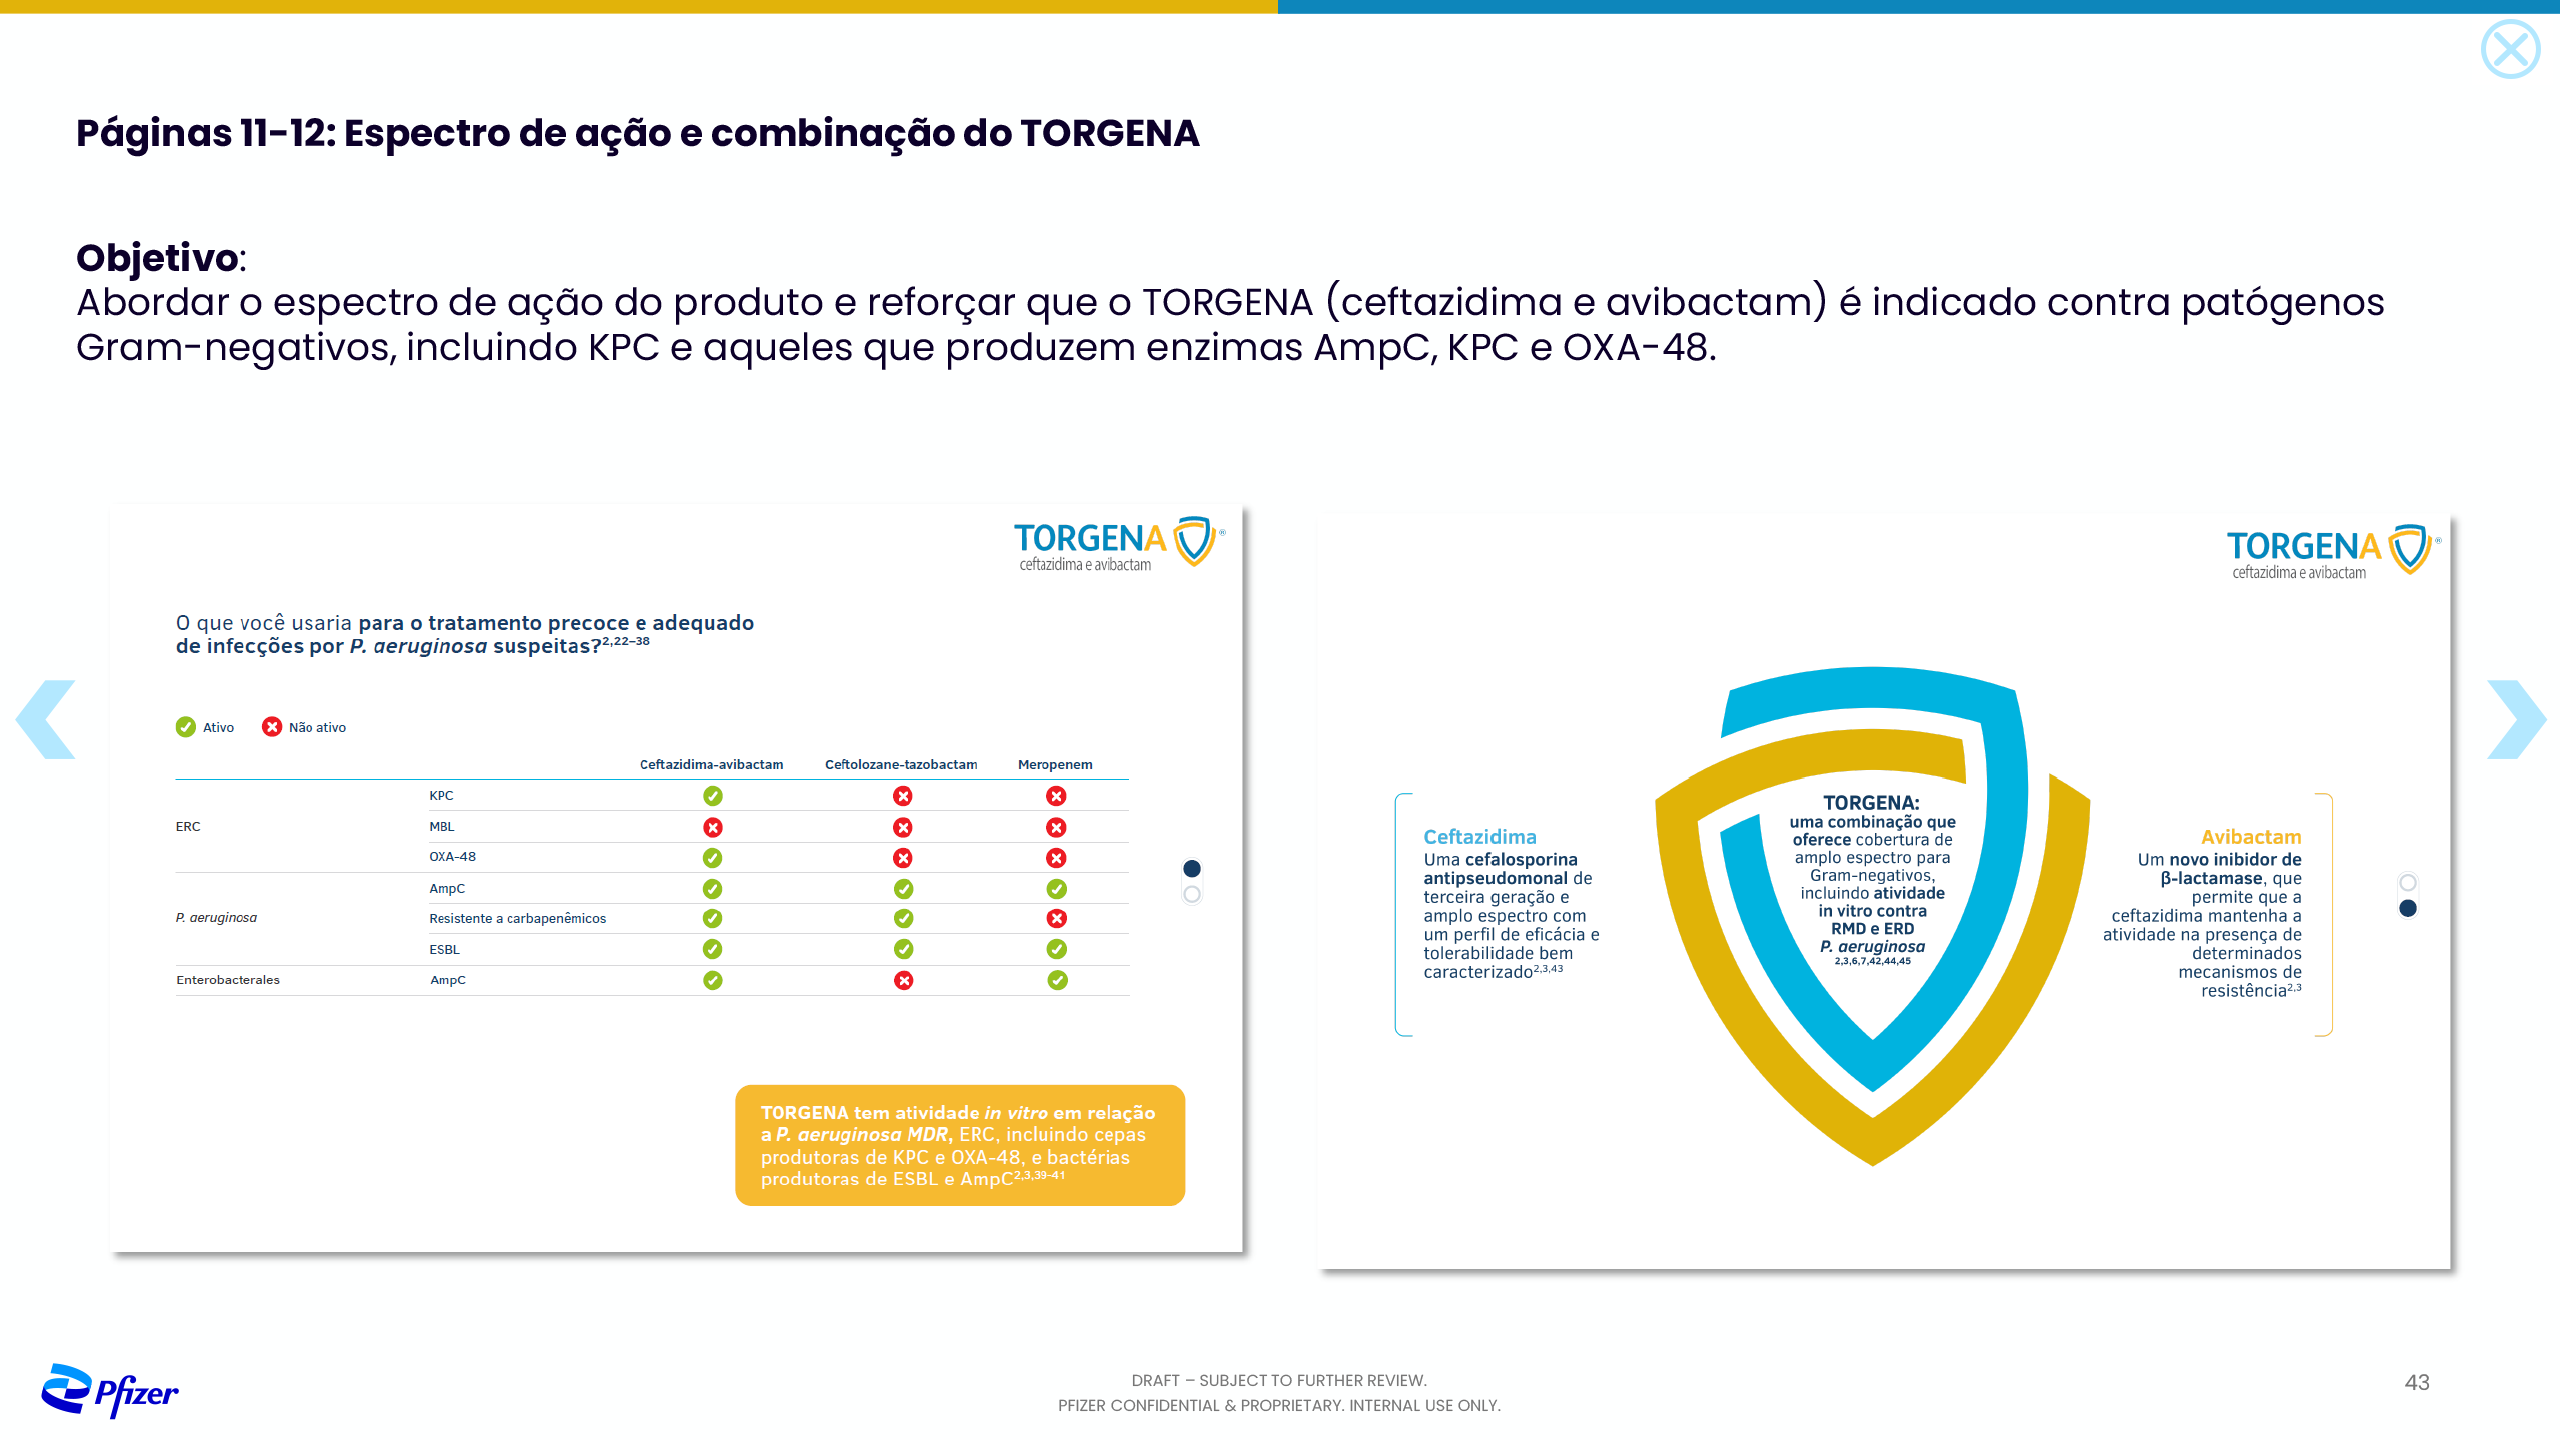 Páginas 11-12: Espectro de ação e combinação do TORGENA
Objetivo:
Abordar o espectro de ação do produto e reforçar que o TORGENA (ceftazidima e avibactam) é indicado contra patógenos
Gram-negativos, incluindo KPC e aqueles que produzem enzimas AmpC, KPC e OXA-48.
TORGENA ®
ceftazidima e avibactam
O que você usaria para o tratamento precoce e adequado
de infecções por P. aeruginosa suspeitas?2,22–38
Ativo Não ativo
Ceftazidima-avibactam Ceftolozane-tazobactam Meropenem
ERC
KPC
MBL
OXA-48
P. aeruginosa
AmpC
Resistente a carbapenêmicos
ESBL
Enterobacterales AmpC
TORGENA tem atividade in vitro em relação
a P. aeruginosa MDR, ERC, incluindo cepas
produtoras de KPC e OXA-48, e bactérias
produtoras de ESBL e AmpC2,3,39-41
TORGENA ®
ceftazidima e avibactam
Ceftazidima
Uma cefalosporina
antipseudomonal de
terceira geração e
amplo espectro com
um perfil de eficácia e
tolerabilidade bem
caracterizado2,3,43
TORGENA:
uma combinação que
oferece cobertura de
amplo espectro para
Gram-negativos,
incluindo atividade
in vitro contra
RMD e ERD
P. aeruginosa
2,3,6,7,42,44,45
Avibactam
Um novo inibidor de
β-lactamase, que
permite que a
ceftazidima mantenha a
atividade na presença de
determinados
mecanismos de
resistência2,3
Pfizer
DRAFT – SUBJECT TO FURTHER REVIEW.
PFIZER CONFIDENTIAL & PROPRIETARY. INTERNAL USE ONLY.
43